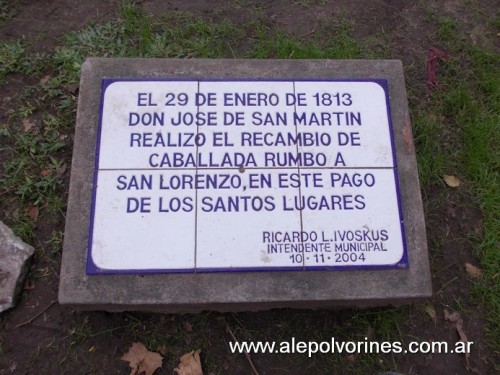 EL 29 DE ENERO DE 1813
DON JOSE DE SAN MARTIN
REALIZO EL RECAMBIO DE
CABALLADA RUMBO A
SAN LORENZO, EN ESTE PAGO
DE LOS SANTOS LUGARES
RICARDO L. IVOSKUS
INTENDENTE MUNICIPAL
10 - 11 - 2004
www.alepolvorines.com.ar